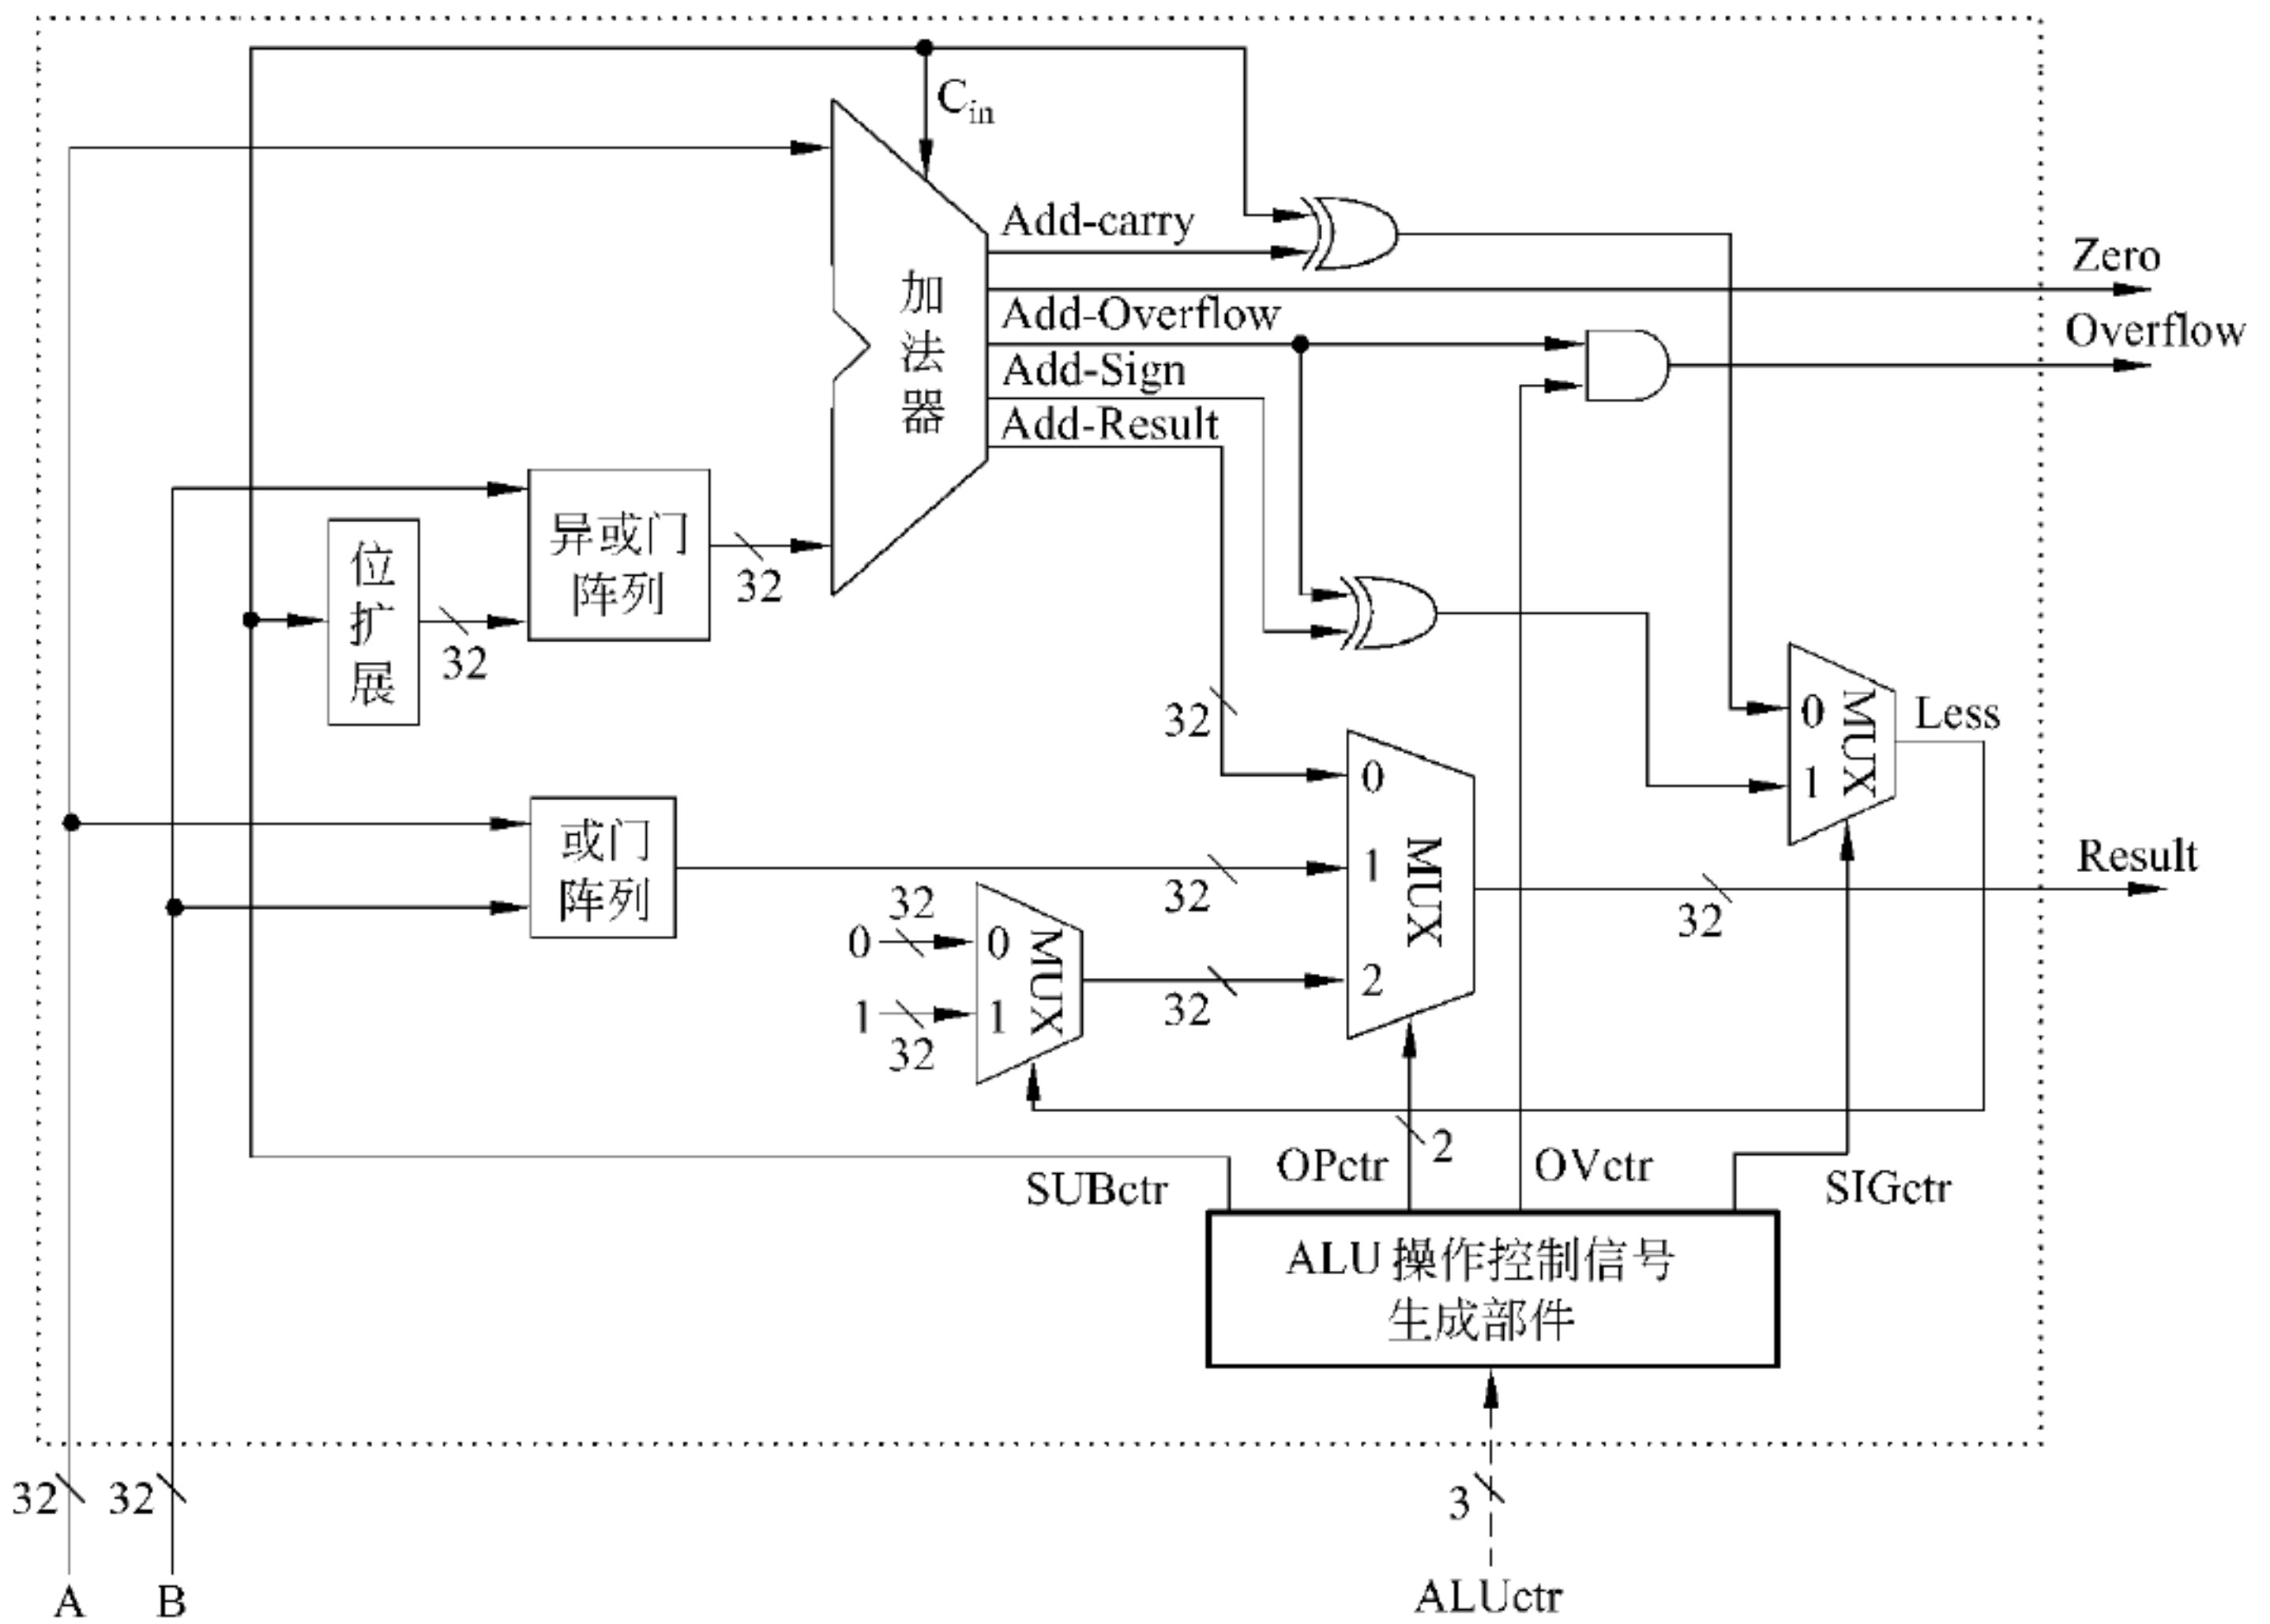 Cin
Add-carry
Zero
Add-Overflow
Overflow
Add-Sign
Add-Result
加法器
异或门
阵列
32
位扩展
32
32
0
MUX
Less
1
0
或门
阵列
1
MUX
Result
32
32
32
0
0
MUX
2
32
1
1
32
2
SUBctr
OPctr
OVctr
SIGctr
ALU操作控制信号
生成部件
32
32
3
A
B
ALUctr